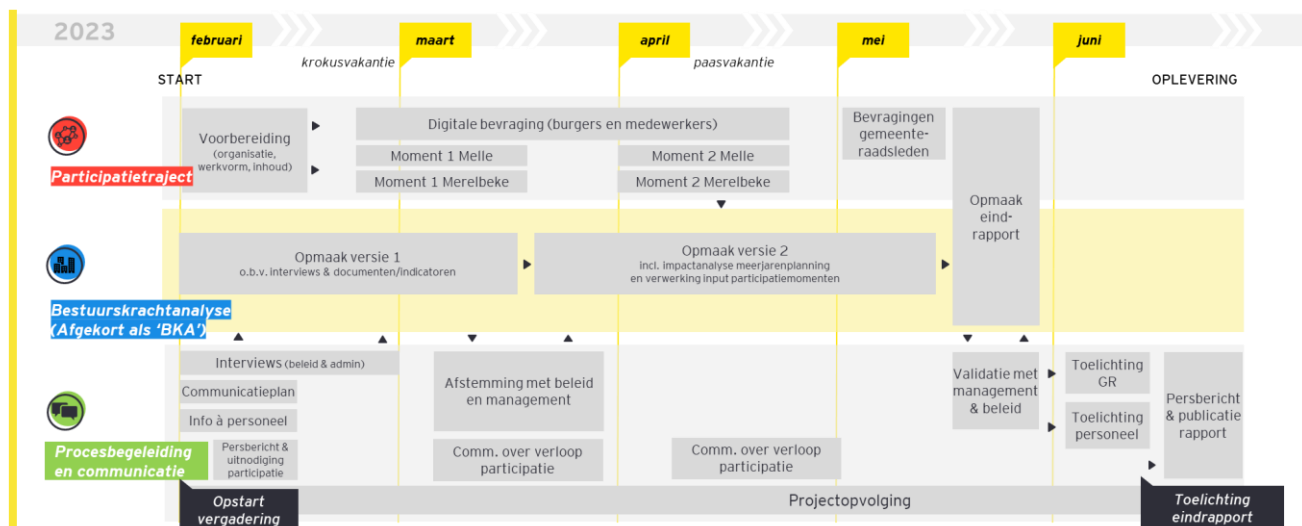 2023
februari
maart
april
mei
juni
krokusvakantie
paasvakantie
START
OPLEVERING
Participatietraject
Voorbereiding
(organisatie,
werkvorm, inhoud)
Digitale bevraging (burgers en medewerkers)
Moment 1 Melle
Moment 1 Merelbeke
Moment 2 Melle
Moment 2 Merelbeke
Bevragingen
gemeente-
raadsleden
Opmaak
eind-
rapport
Bestuurskrachtanalyse
(Afgekort als ‘BKA’)
Opmaak versie 1
o.b.v. interviews & documenten/indicatoren
Opmaak versie 2
incl. impactanalyse meerjarenplanning
en verwerking input participatiemomenten
Procesbegeleiding
en communicatie
Interviews (beleid & admin)
Communicatieplan
Info à personeel
Persbericht &
uitnodiging
participatie
Afstemming met beleid
en management
Comm. over verloop
participatie
Comm. over verloop
participatie
Validatie met
management
& beleid
Toelichting
GR
Toelichting
personeel
Persbericht
& publicatie
rapport
Opstart
vergadering
Projectopvolging
Toelichting
eindrapport